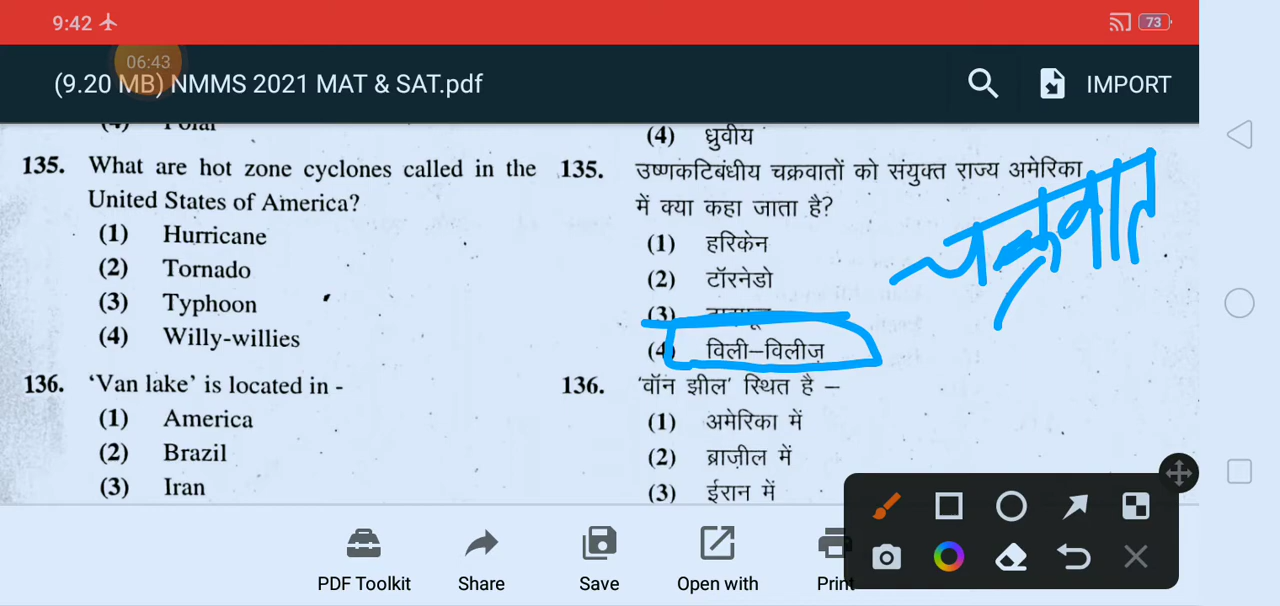 9:42
73
06:43
(9.20 MB) NMMS 2021 MAT & SAT.pdf
IMPORT
(4) Polar
135. What are hot zone cyclones called in the
United States of America?
(1) Hurricane
(2) Tornado
(3) Typhoon
(4) Willy-willies
136. ‘Van lake’ is located in -
(1) America
(2) Brazil
(3) Iran
(4) ध्रुवीय
135. उष्णकटिबंधीय चक्रवातों को संयुक्त राज्य अमेरिका
में क्या कहा जाता है?
(1) हरिकेन
(2) टॉरनेडो
(3)
(4) विली–विलीज़
136. ‘वॉन झील’ स्थित है –
(1) अमेरिका में
(2) ब्राज़ील में
(3) ईरान में
PDF Toolkit
Share
Save
Open with
Print